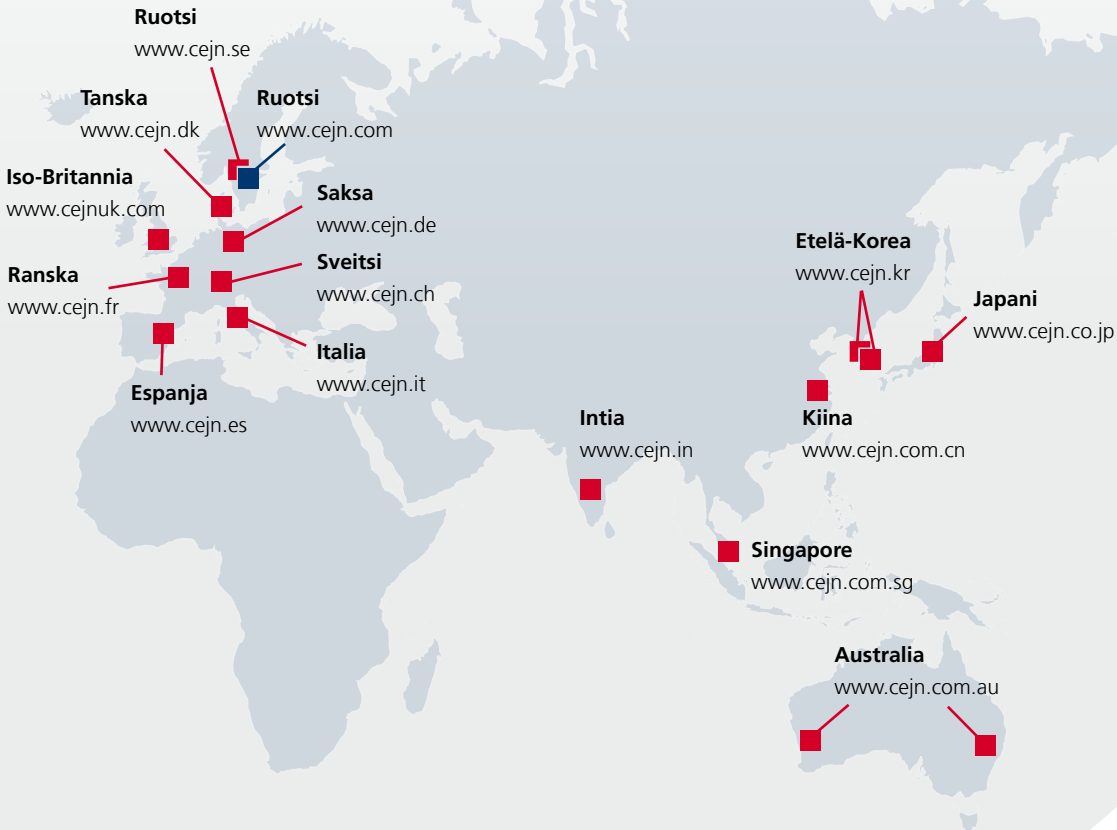 Ruotsi
www.cejn.se
Tanska
www.cejn.dk
Ruotsi
www.cejn.com
Iso-Britannia
www.cejnuk.com
Saksa
www.cejn.de
Ranska
www.cejn.fr
Sveitsi
www.cejn.ch
Italia
www.cejn.it
Espanja
www.cejn.es
Etelä-Korea
www.cejn.kr
Japani
www.cejn.co.jp
Intia
www.cejn.in
Kiina
www.cejn.com.cn
Singapore
www.cejn.com.sg
Australia
www.cejn.com.au